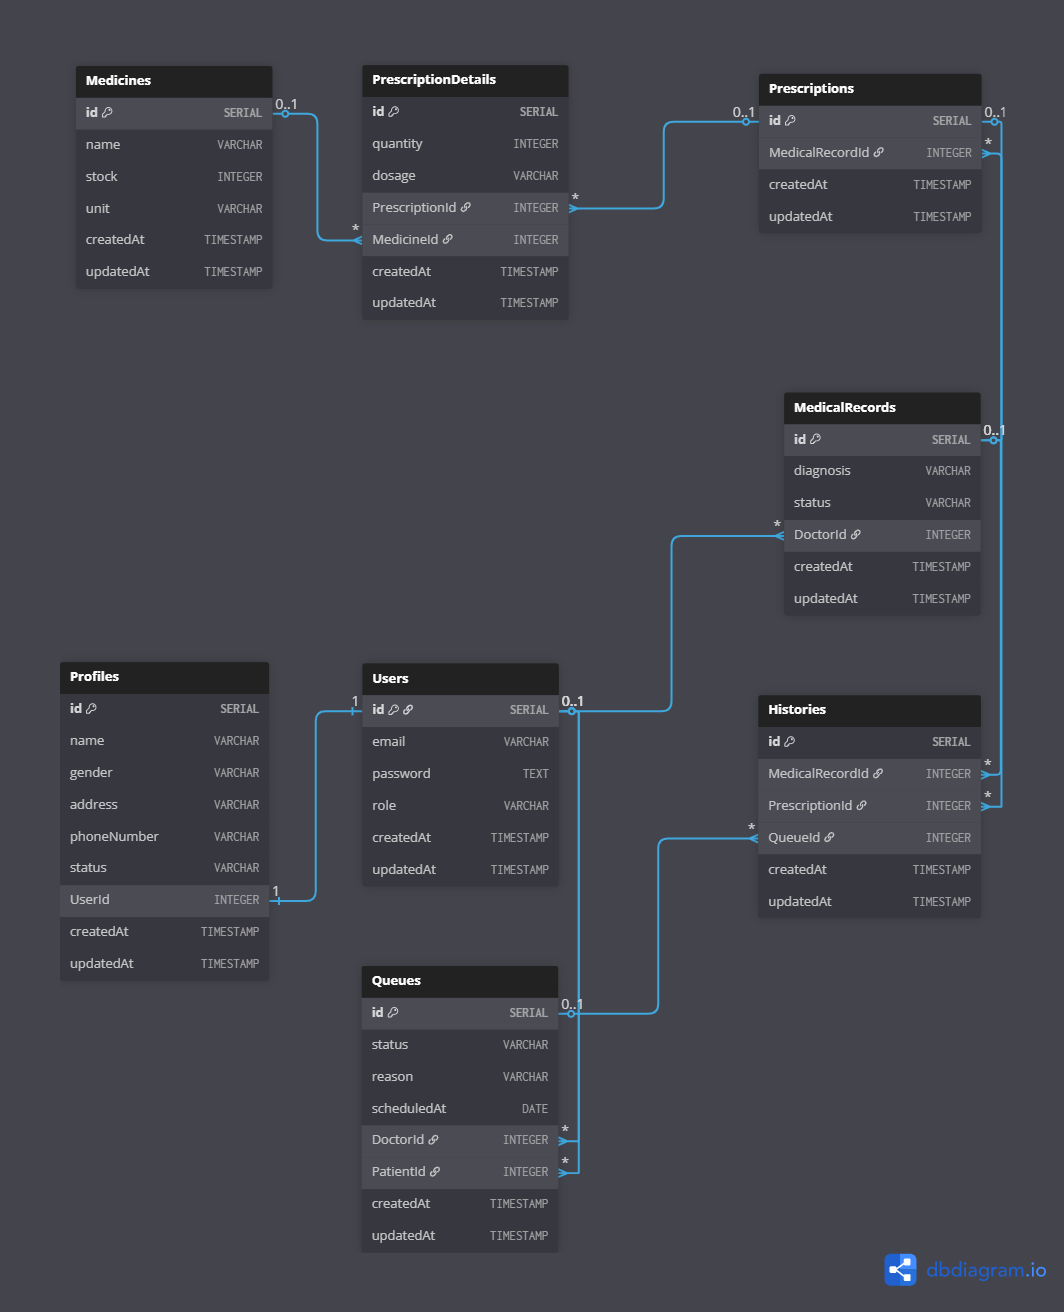 Medicines
id SERIAL
name VARCHAR
stock INTEGER
unit VARCHAR
createdAt TIMESTAMP
updatedAt TIMESTAMP
0..1
*
PrescriptionDetails
id SERIAL
quantity INTEGER
dosage VARCHAR
PrescriptionId INTEGER
MedicineId INTEGER
createdAt TIMESTAMP
updatedAt TIMESTAMP
*
0..1
Prescriptions
id SERIAL
MedicalRecordId INTEGER
createdAt TIMESTAMP
updatedAt TIMESTAMP
0..1
*
MedicalRecords
id SERIAL
diagnosis VARCHAR
status VARCHAR
DoctorId INTEGER
createdAt TIMESTAMP
updatedAt TIMESTAMP
0..1
*
Profiles
id SERIAL
name VARCHAR
gender VARCHAR
address VARCHAR
phoneNumber VARCHAR
status VARCHAR
UserId INTEGER
createdAt TIMESTAMP
updatedAt TIMESTAMP
1
1
Users
id SERIAL
email VARCHAR
password TEXT
role VARCHAR
createdAt TIMESTAMP
updatedAt TIMESTAMP
0..1
Histories
id SERIAL
MedicalRecordId INTEGER
PrescriptionId INTEGER
QueueId INTEGER
createdAt TIMESTAMP
updatedAt TIMESTAMP
*
*
*
Queues
id SERIAL
status VARCHAR
reason VARCHAR
scheduledAt DATE
DoctorId INTEGER
PatientId INTEGER
createdAt TIMESTAMP
updatedAt TIMESTAMP
0..1
*
*
dbdiagram.io